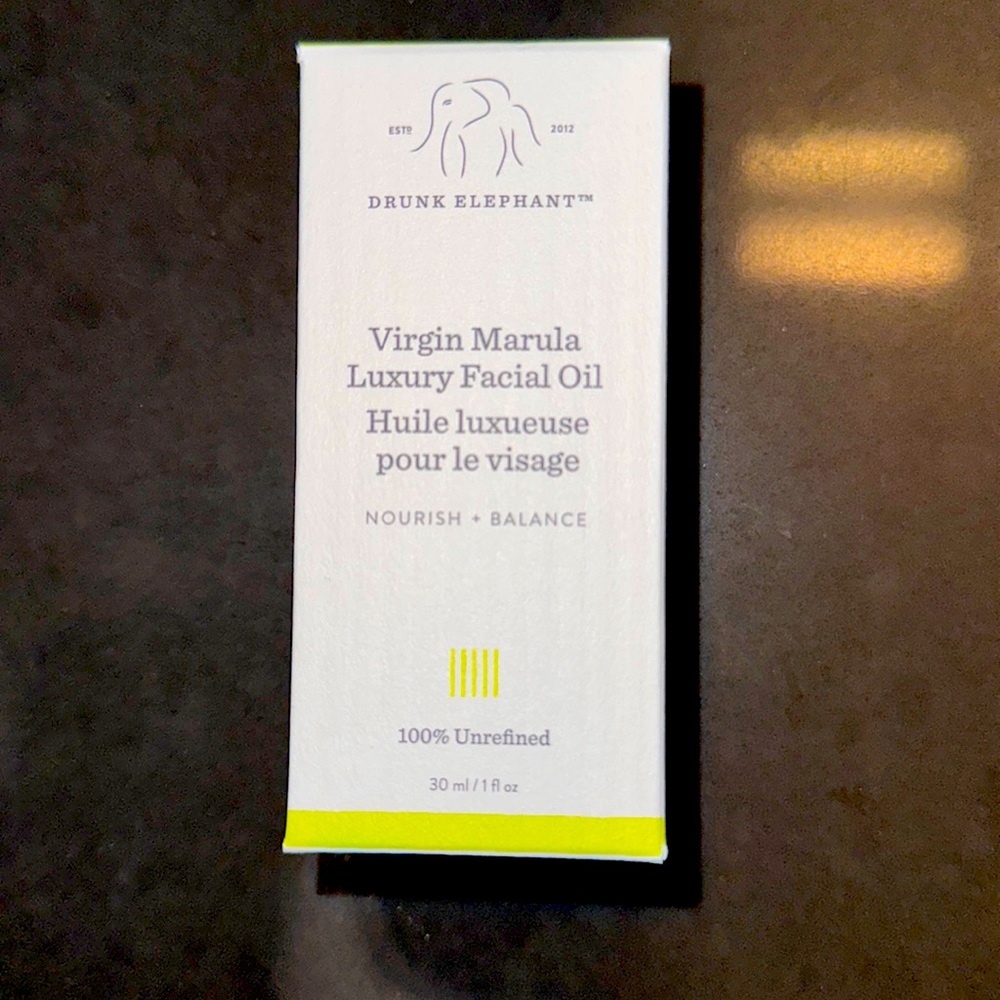 ESTD 2012
DRUNK ELEPHANT™
Virgin Marula
Luxury Facial Oil
Huile luxueuse
pour le visage
NOURISH + BALANCE
100% Unrefined
30 ml / 1 fl oz